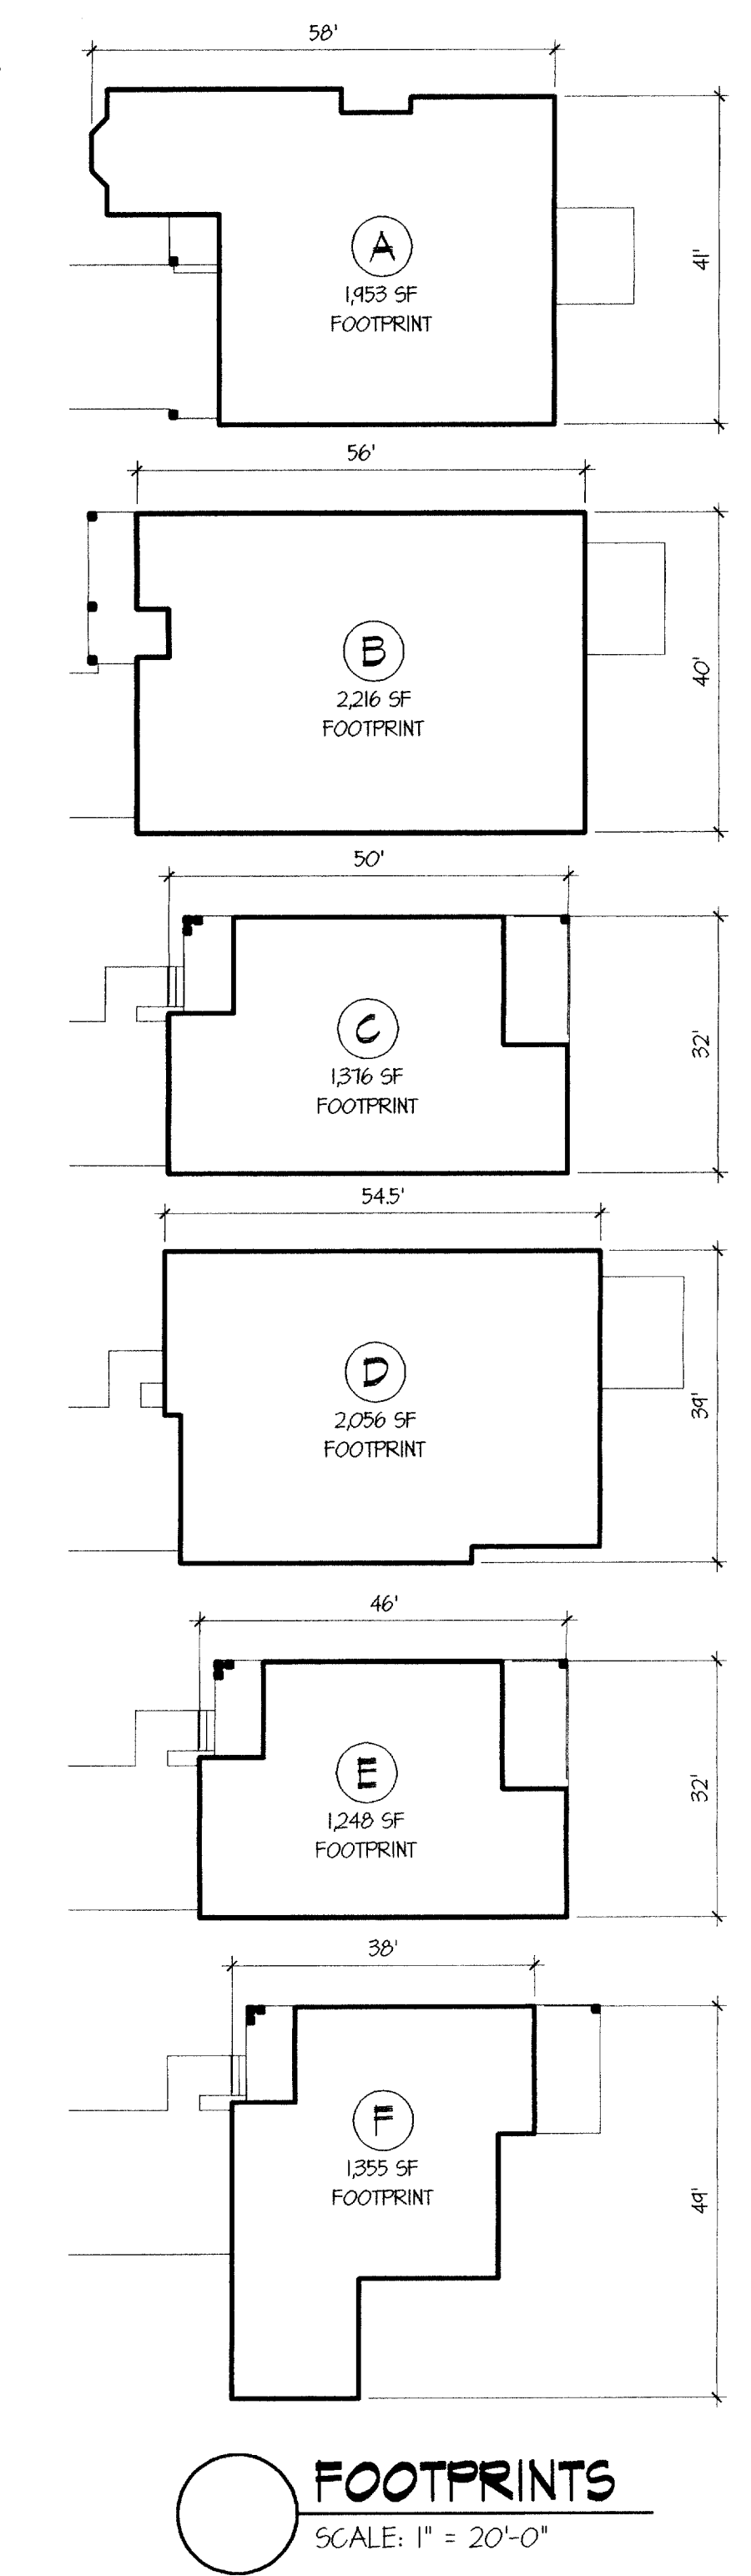 58'
A
1,953 SF
FOOTPRINT
41'
56'
B
2,216 SF
FOOTPRINT
40'
50'
C
1,376 SF
FOOTPRINT
32'
54.5'
D
2,056 SF
FOOTPRINT
39'
46'
E
1,248 SF
FOOTPRINT
32'
38'
F
1,355 SF
FOOTPRINT
49'
FOOTPRINTS
SCALE: 1" = 20'-0"